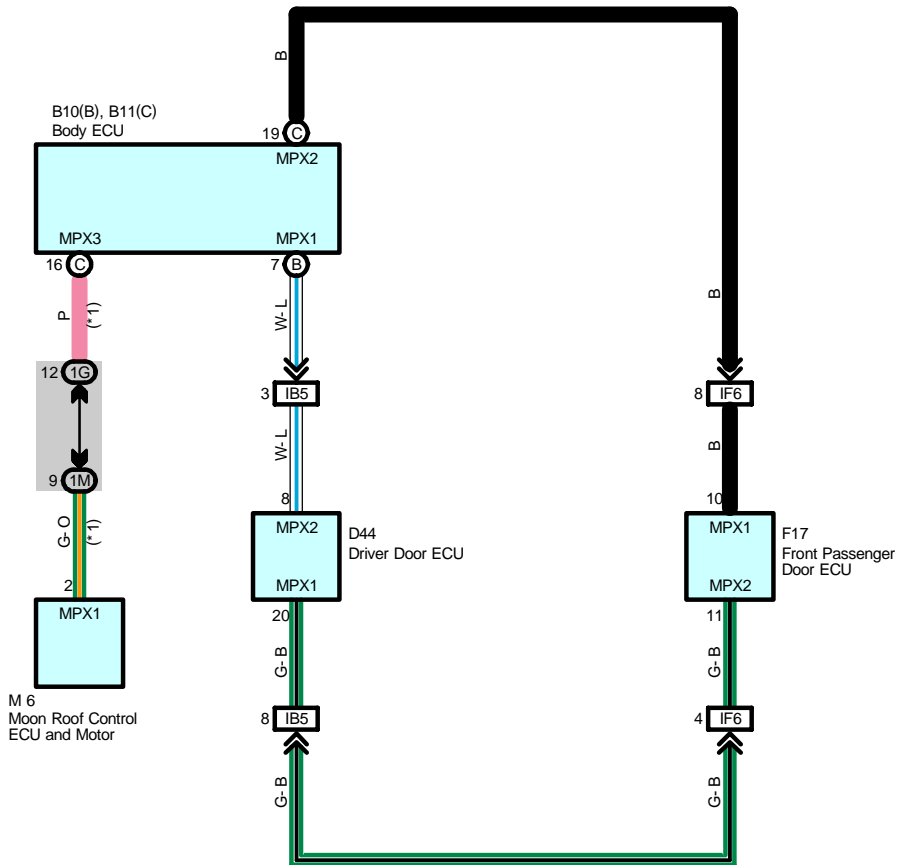 B
B10(B), B11(C)
Body ECU
19 C
MPX2
MPX3
MPX1
16 C
7 B
P
(*1)
W-L
B
12 1G
3 IB5
8 IF6
W-L
B
9 1M
G-O
(*1)
8
10
MPX2
D44
Driver Door ECU
MPX1
F17
Front Passenger
Door ECU
2
MPX1
MPX1
MPX2
20
11
G-B
G-B
M 6
Moon Roof Control
ECU and Motor
8 IB5
4 IF6
G-B
G-B